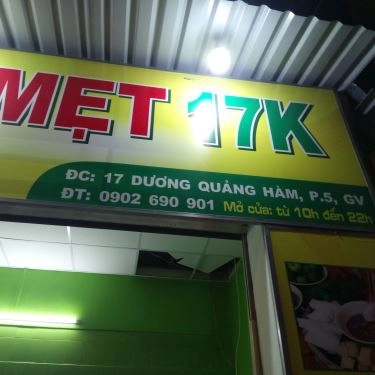 MẸT 17K
ĐC: 17 DƯƠNG QUẢNG HÀM, P.5, GV
ĐT: 0902 690 901 Mở cửa: từ 10h đến 22h